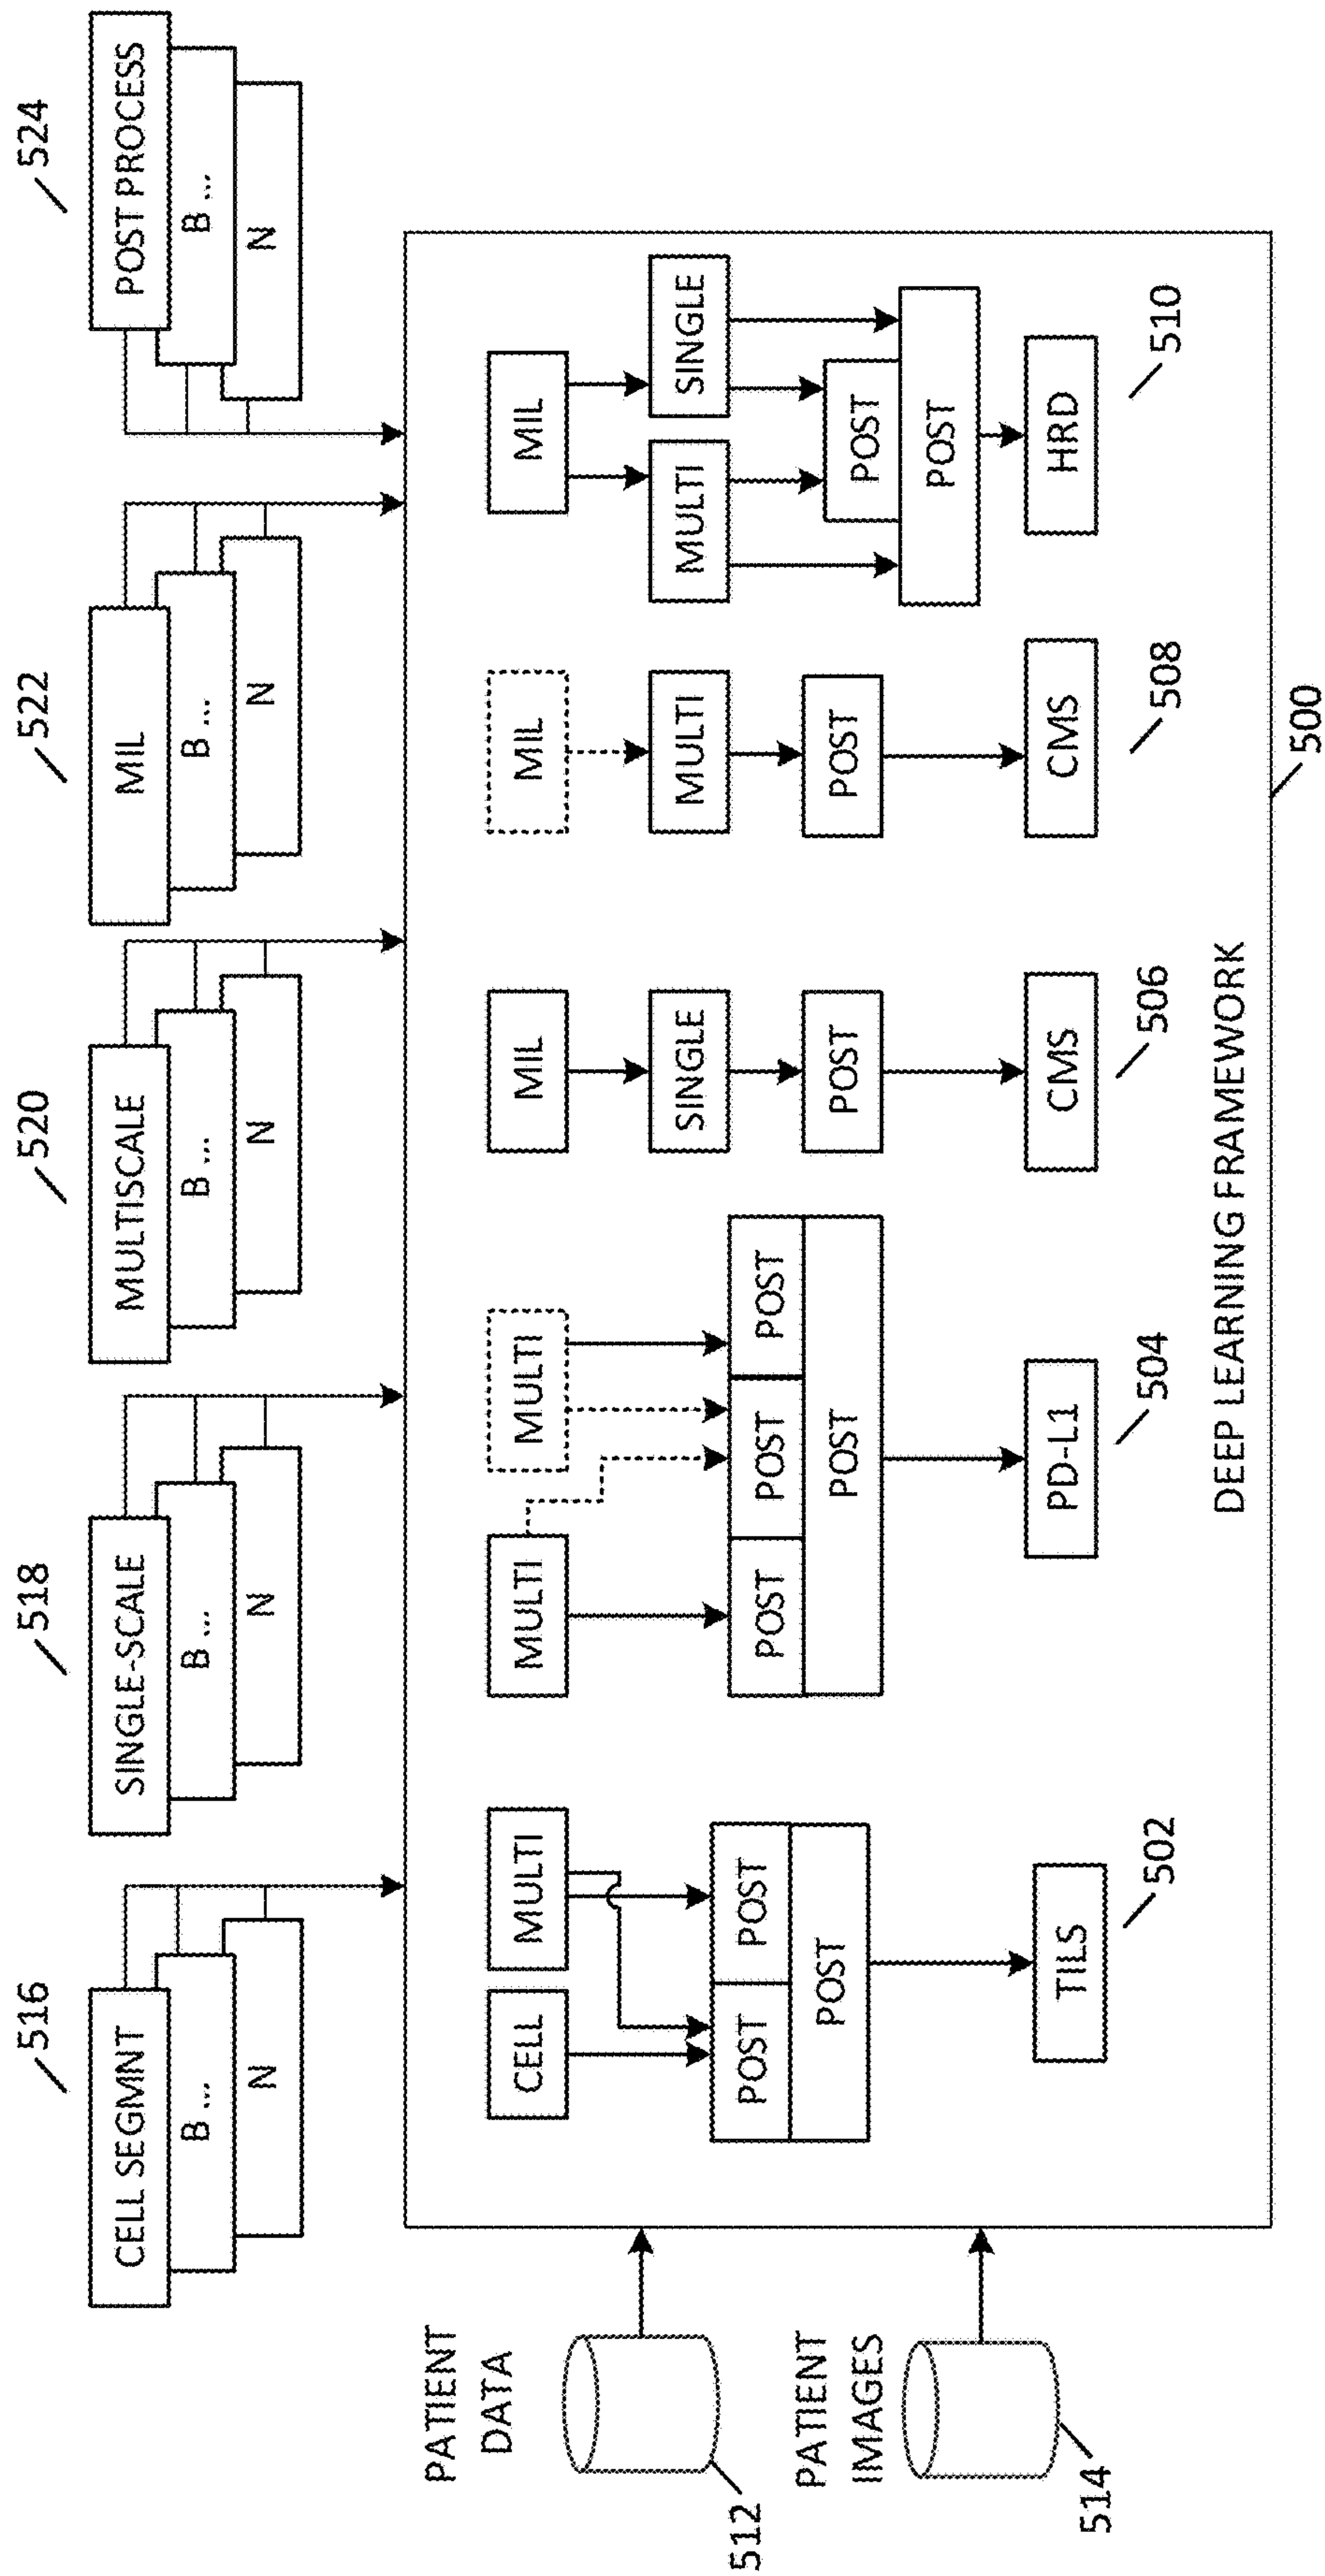 516
518
520
522
524
CELL SEGMNT
B ...
N
SINGLE-SCALE
B ...
N
MULTISCALE
B ...
N
MIL
B ...
N
POST PROCESS
B ...
N
PATIENT
DATA
512
PATIENT
IMAGES
514
CELL
MULTI
POST
POST
POST
TILS
502
MULTI
MULTI
POST
POST
POST
POST
PD-L1
504
MIL
SINGLE
POST
CMS
506
MIL
MULTI
POST
CMS
508
MIL
MULTI
SINGLE
POST
POST
HRD
510
DEEP LEARNING FRAMEWORK
500